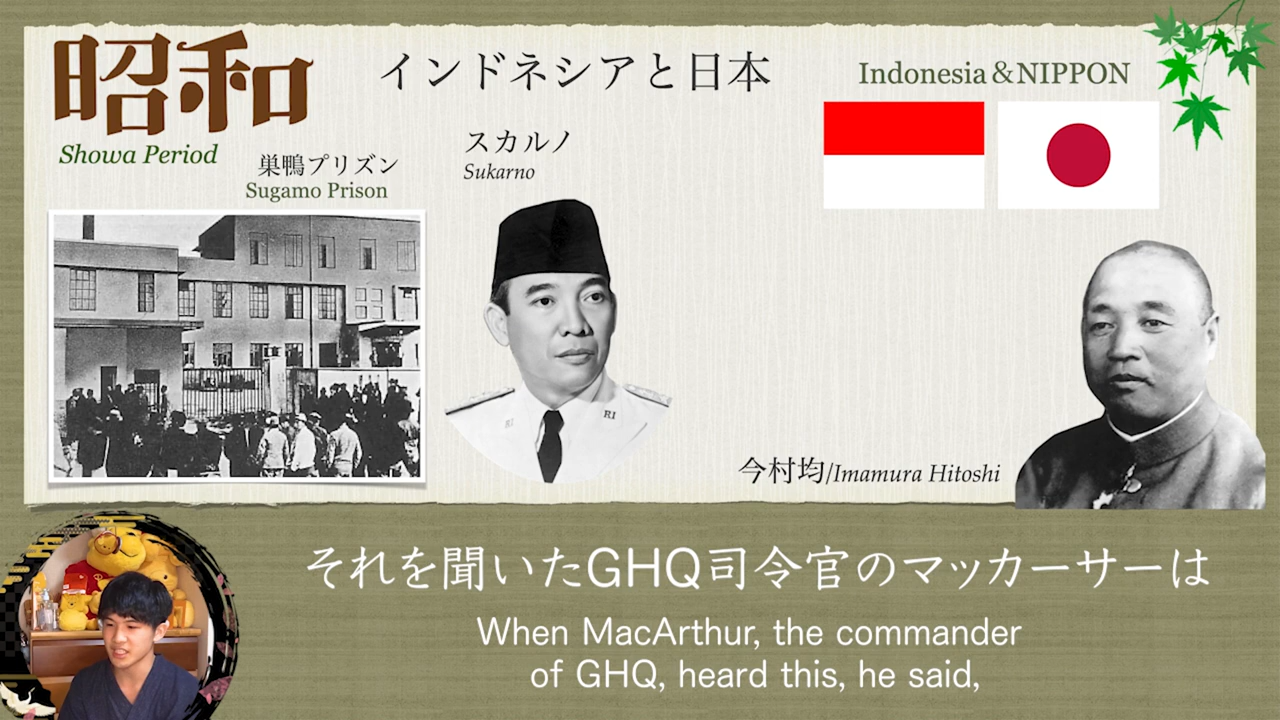 昭和
Showa Period
インドネシアと日本
Indonesia＆NIPPON
巣鴨プリズン
Sugamo Prison
スカルノ
Sukarno
RI
RI
今村均/Imamura Hitoshi
それを聞いたGHQ司令官のマッカーサーは
When MacArthur, the commander
of GHQ, heard this, he said,